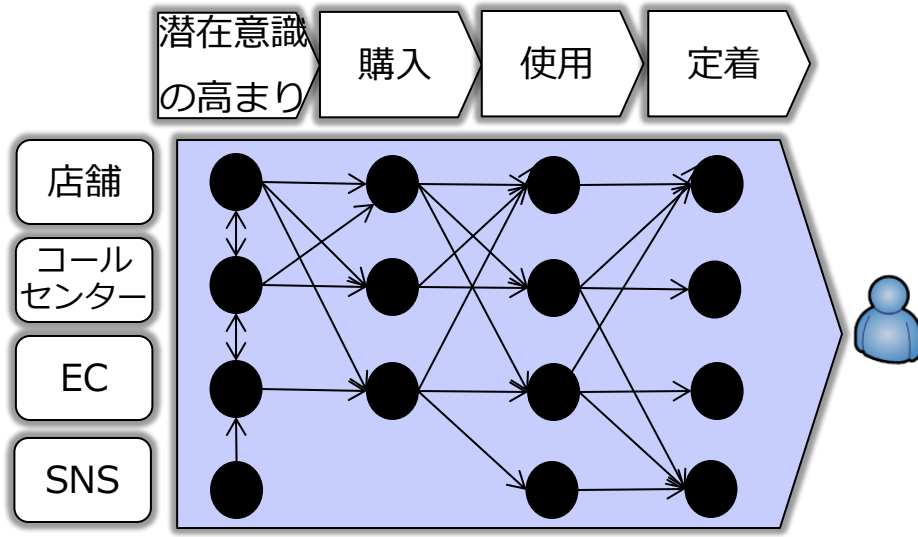 潜在意識
の高まり
購入
使用
定着
店舗
コール
センター
EC
SNS